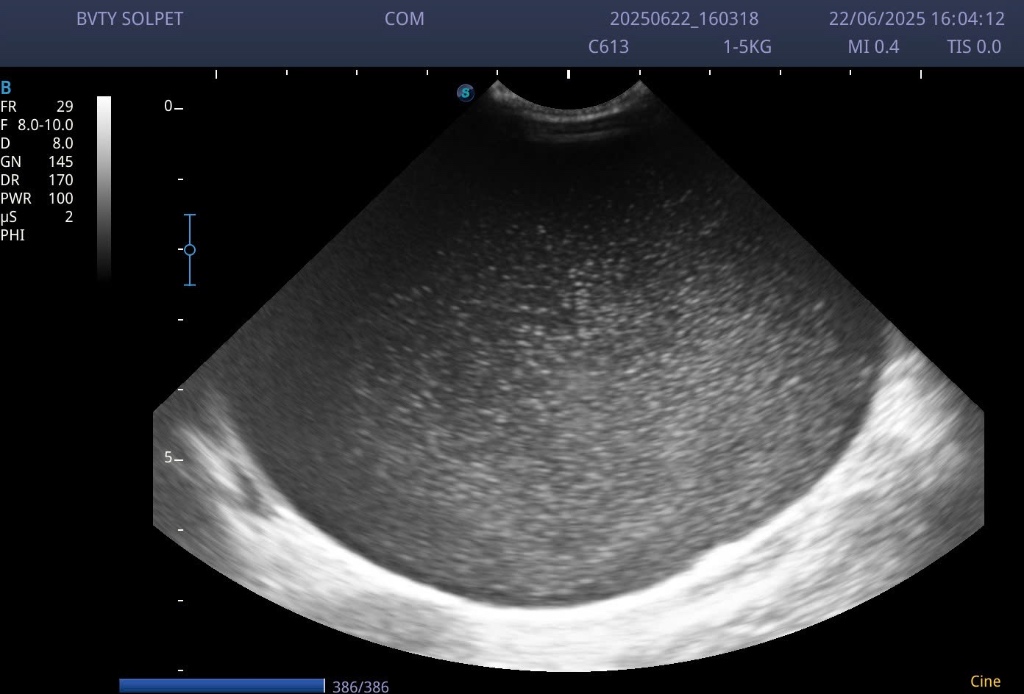 BVTY SOLPET COM 20250622_160318 22/06/2025 16:04:12
C613 1-5KG MI 0.4 TIS 0.0
B
FR 29
F 8.0-10.0
D 8.0
GN 145
DR 170
PWR 100
µS 2
PHI
0
5
S
386/386
Cine